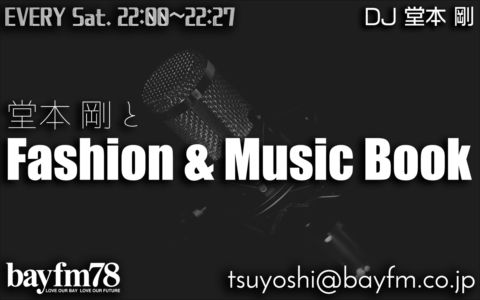 EVERY Sat. 22:00~22:27
DJ 堂本 剛
堂本 剛 と
Fashion & Music Book
bayfm78
LOVE OUR BAY LOVE OUR FUTURE
tsuyoshi@bayfm.co.jp